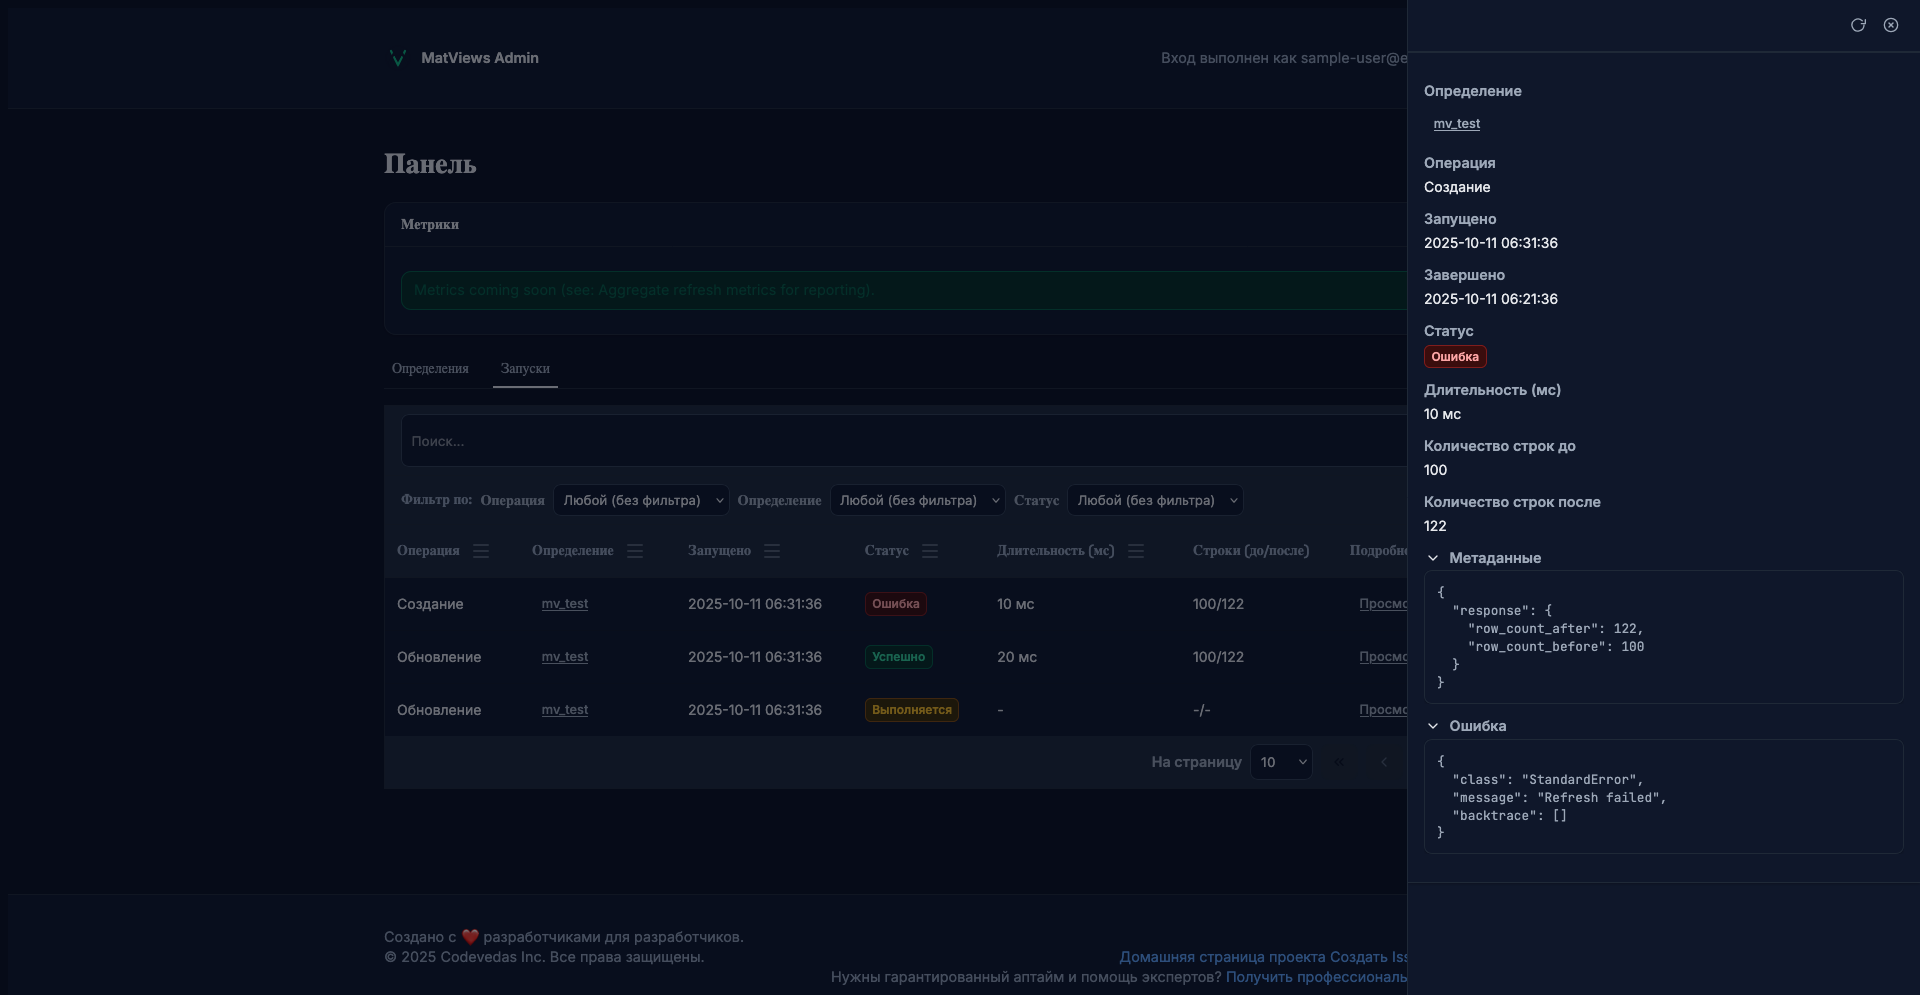 MatViews Admin
Вход выполнен как sample-user@e
Панель
Метрики
Metrics coming soon (see: Aggregate refresh metrics for reporting).
Определения Запуски
Поиск...
Фильтр по: Операция Любой (без фильтра) Определение Любой (без фильтра) Статус Любой (без фильтра)
Операция Определение Запущено Статус Длительность (мс) Строки (до/после) Подробн
Создание mv_test 2025-10-11 06:31:36 Ошибка 10 мс 100/122 Просмо
Обновление mv_test 2025-10-11 06:31:36 Успешно 20 мс 100/122 Просмо
Обновление mv_test 2025-10-11 06:31:36 Выполняется - -/- Просмо
На страницу 10 « ‹
Создано с ❤️ разработчиками для разработчиков.
© 2025 Codevedas Inc. Все права защищены.
Домашняя страница проекта Создать Iss
Нужны гарантированный аптайм и помощь экспертов? Получить профессиональ
Определение
mv_test
Операция
Создание
Запущено
2025-10-11 06:31:36
Завершено
2025-10-11 06:21:36
Статус
Ошибка
Длительность (мс)
10 мс
Количество строк до
100
Количество строк после
122
Метаданные
{
"response": {
"row_count_after": 122,
"row_count_before": 100
}
}
Ошибка
{
"class": "StandardError",
"message": "Refresh failed",
"backtrace": []
}